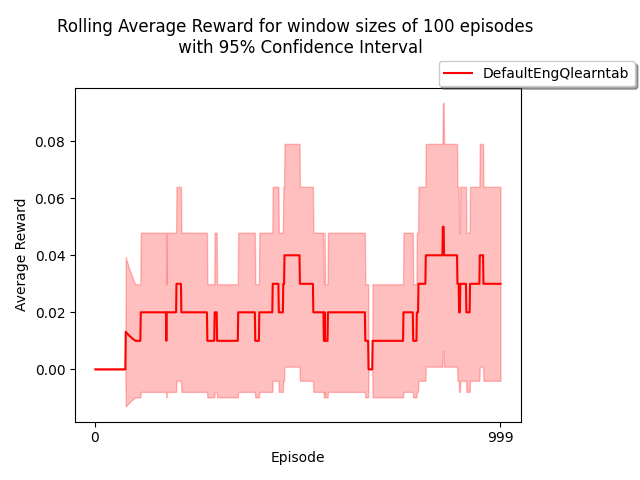 Rolling Average Reward for window sizes of 100 episodes
with 95% Confidence Interval
DefaultEngQlearntab
0.08
0.06
0.04
0.02
0.00
Average Reward
0
999
Episode